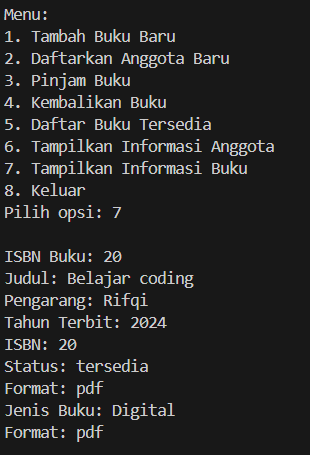 Menu:
1. Tambah Buku Baru
2. Daftarkan Anggota Baru
3. Pinjam Buku
4. Kembalikan Buku
5. Daftar Buku Tersedia
6. Tampilkan Informasi Anggota
7. Tampilkan Informasi Buku
8. Keluar
Pilih opsi: 7
ISBN Buku: 20
Judul: Belajar coding
Pengarang: Rifqi
Tahun Terbit: 2024
ISBN: 20
Status: tersedia
Format: pdf
Jenis Buku: Digital
Format: pdf